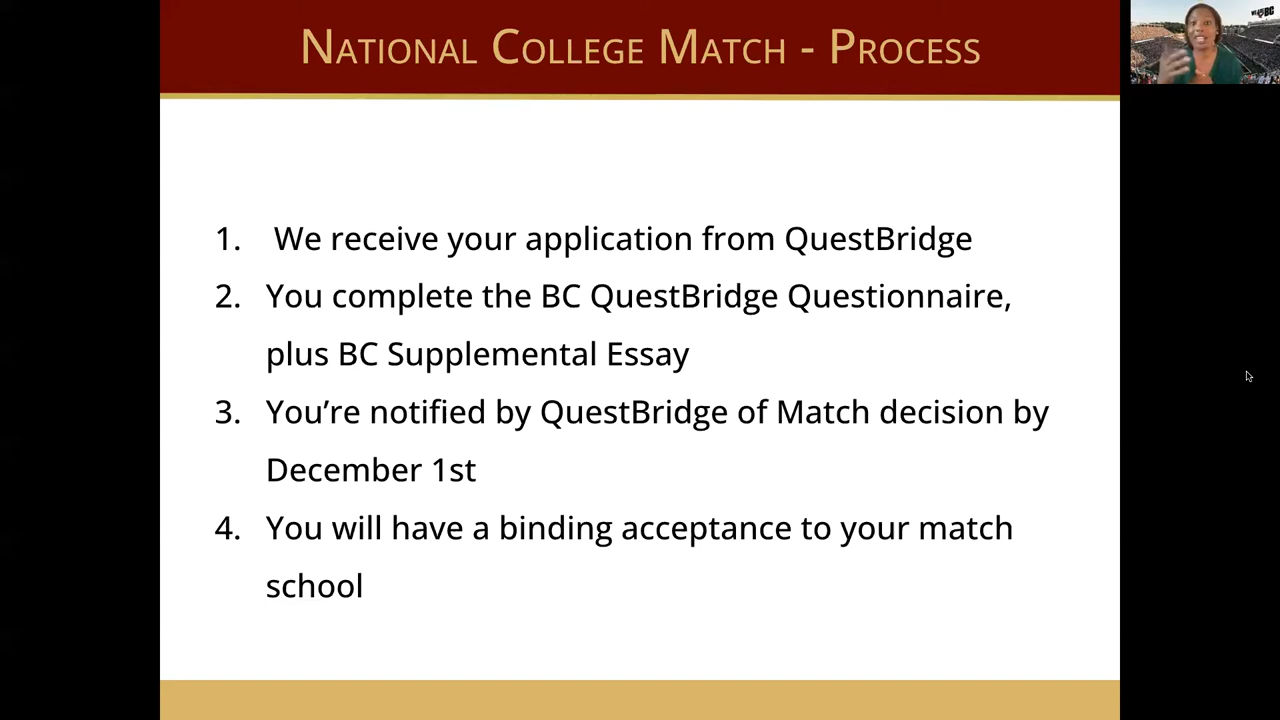 National College Match - Process
1. We receive your application from QuestBridge
2. You complete the BC QuestBridge Questionnaire,
plus BC Supplemental Essay
3. You’re notified by QuestBridge of Match decision by
December 1st
4. You will have a binding acceptance to your match
school